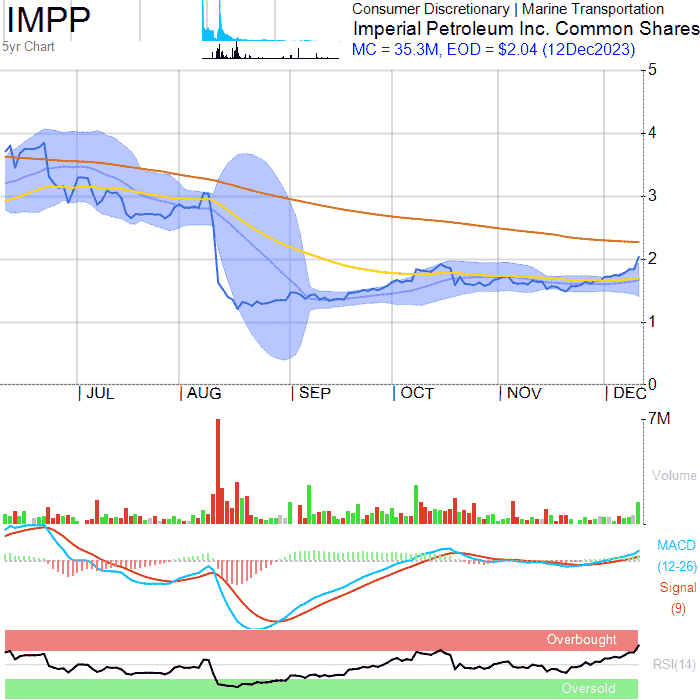 IMPP
5yr Chart
Consumer Discretionary | Marine Transportation
Imperial Petroleum Inc. Common Shares
MC = 35.3M, EOD = $2.04 (12Dec2023)
5
4
3
2
1
0
JUL AUG SEP OCT NOV DEC
7M
Volume
MACD
(12-26)
Signal
(9)
Overbought
RSI(14)
Oversold